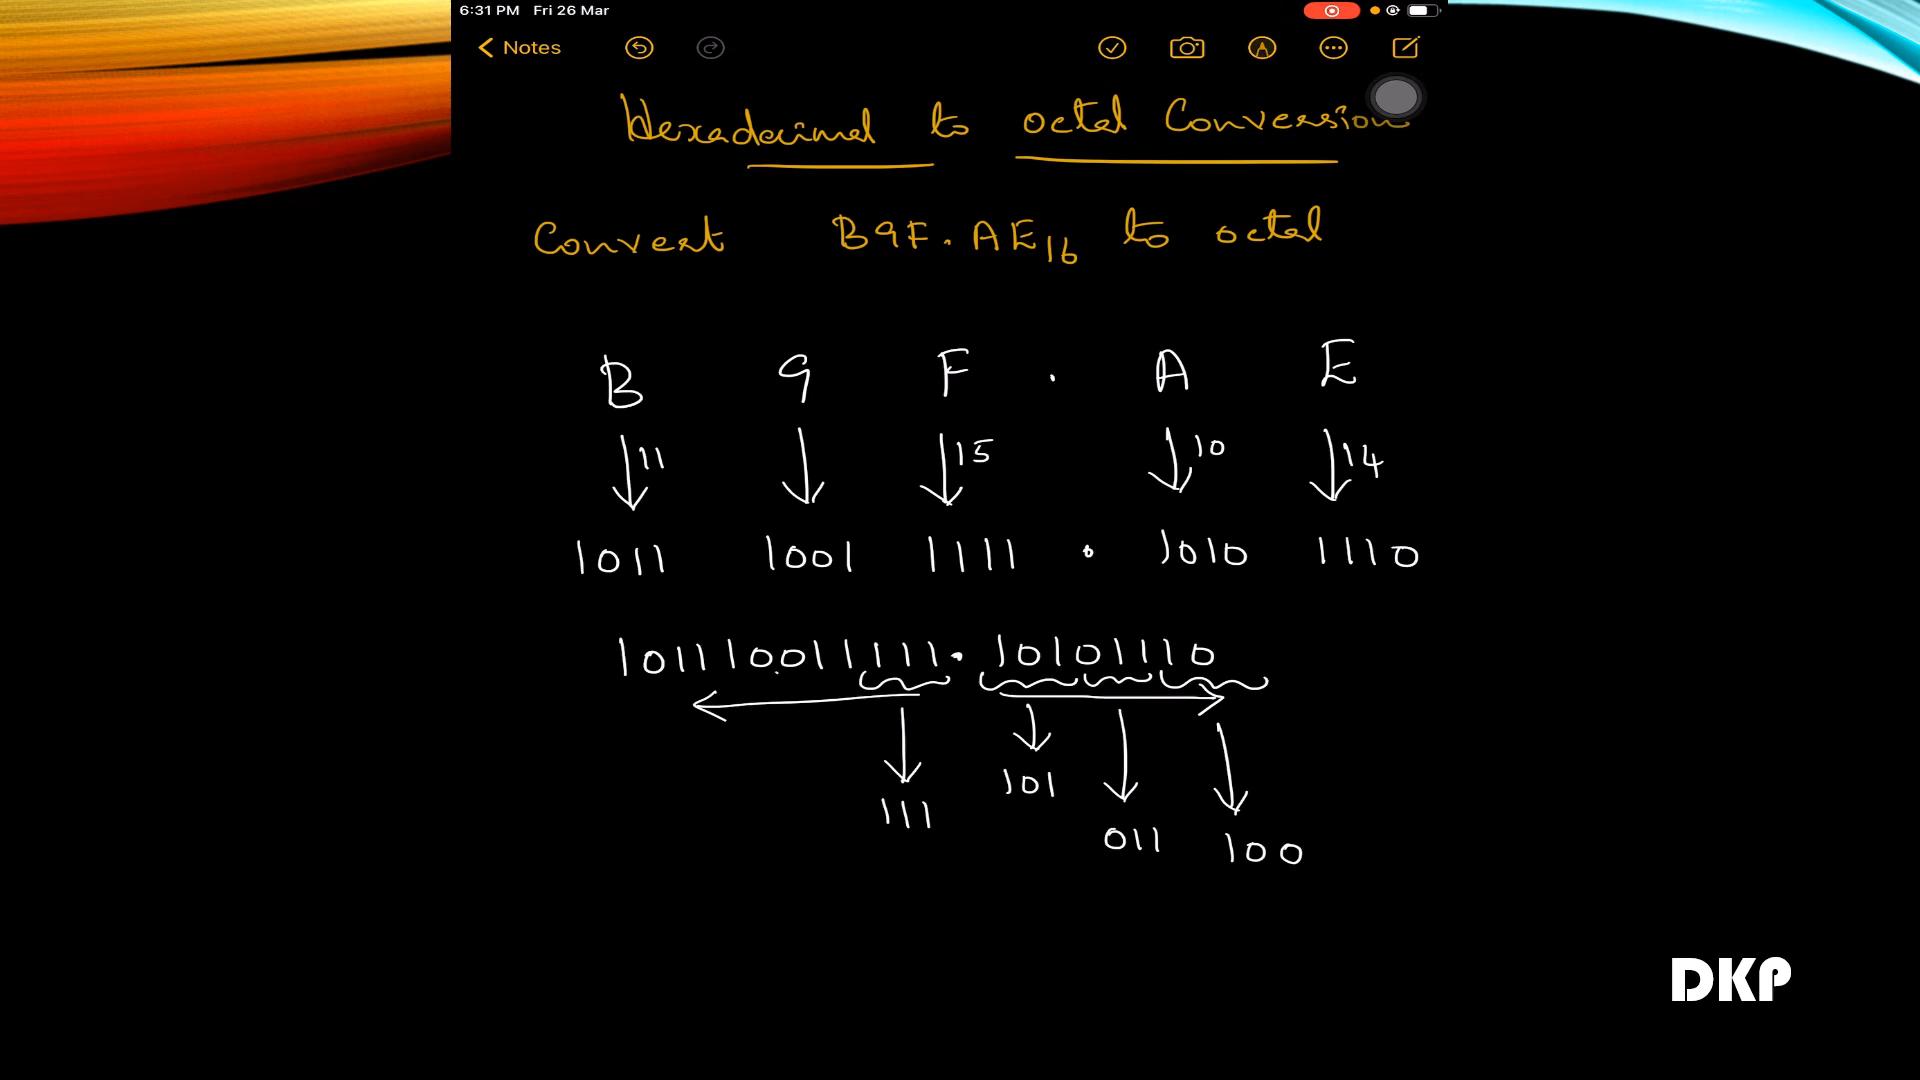 6:31 PM Fri 26 Mar
Notes
Hexadecimal to octal Conversion
Convert B9F.AE16 to octal
B 9 F . A E
11 15 10 14
1011 1001 1111 . 1010 1110
101110011111.10101110
111 101 011 100
DKP